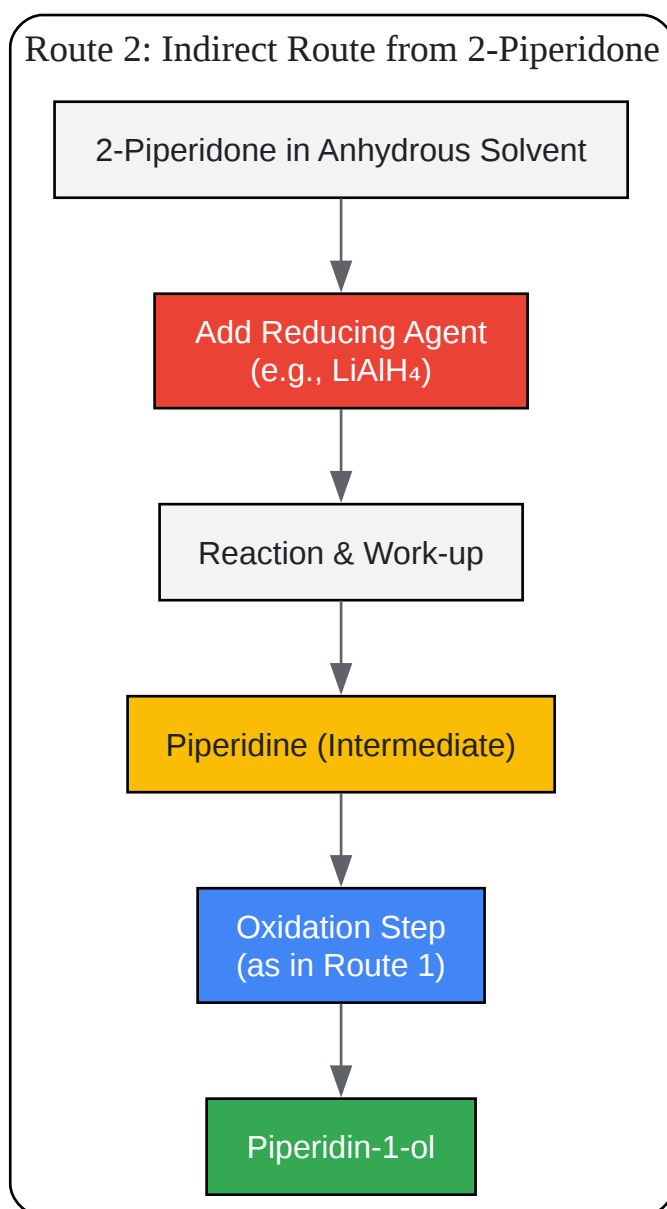 Route 2: Indirect Route from 2-Piperidone
2-Piperidone in Anhydrous Solvent
Add Reducing Agent
(e.g., LiAlH₄)
Reaction & Work-up
Piperidine (Intermediate)
Oxidation Step
(as in Route 1)
Piperidin-1-ol